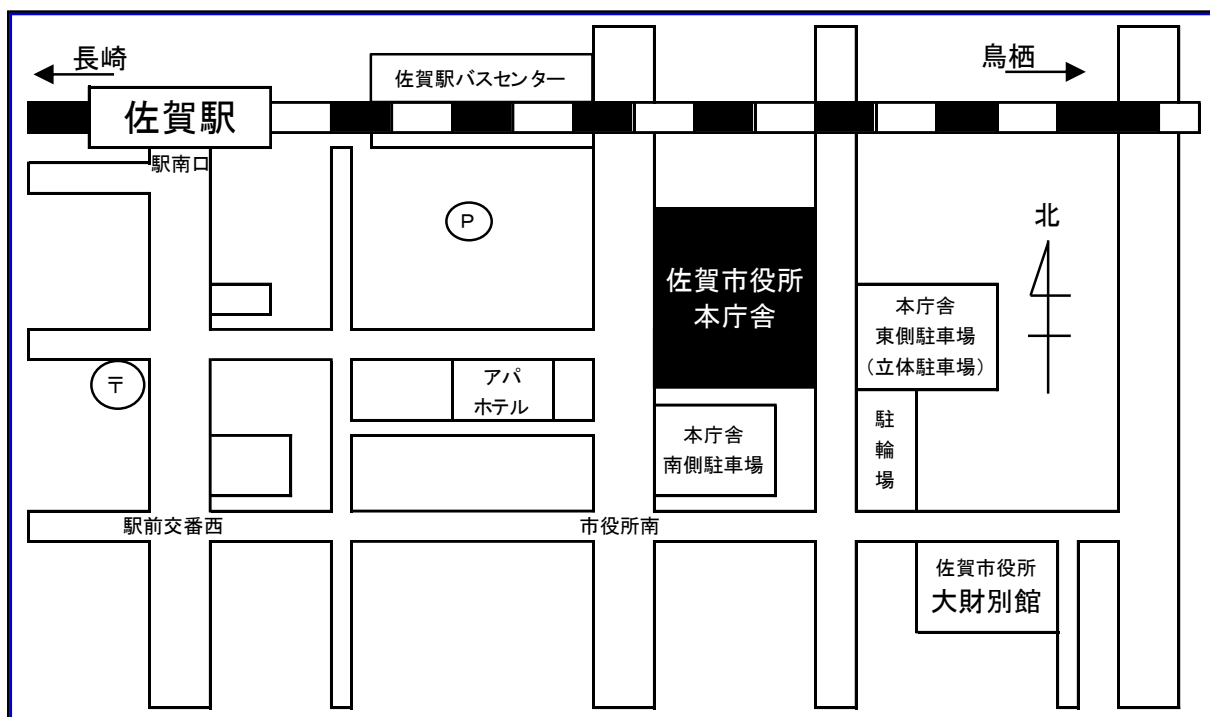 長崎
鳥栖
佐賀駅バスセンター
佐賀駅
駅南口
P
北
佐賀市役所
本庁舎
本庁舎
東側駐車場
（立体駐車場）
〒
アパ
ホテル
駐
輪
場
本庁舎
南側駐車場
駅前交番西
市役所南
佐賀市役所
大財別館